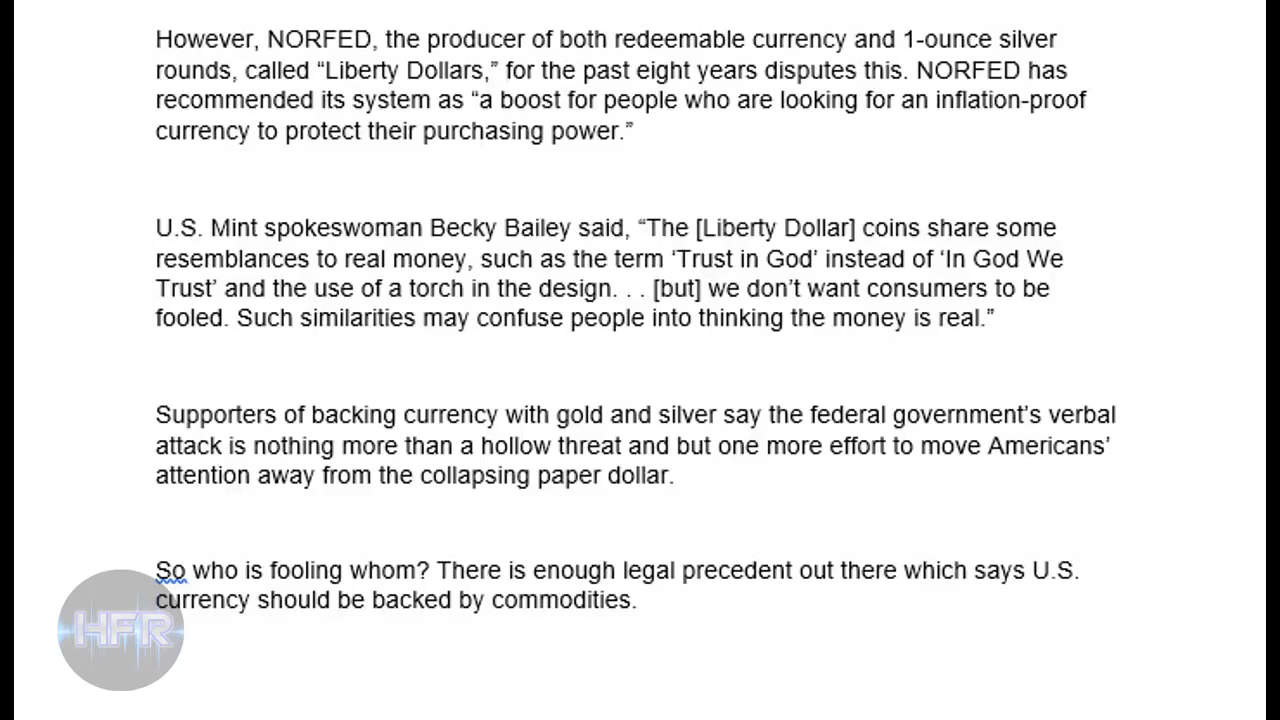 However, NORFED, the producer of both redeemable currency and 1-ounce silver
rounds, called “Liberty Dollars,” for the past eight years disputes this. NORFED has
recommended its system as “a boost for people who are looking for an inflation-proof
currency to protect their purchasing power.”
U.S. Mint spokeswoman Becky Bailey said, “The [Liberty Dollar] coins share some
resemblances to real money, such as the term ‘Trust in God’ instead of ‘In God We
Trust’ and the use of a torch in the design. . . [but] we don’t want consumers to be
fooled. Such similarities may confuse people into thinking the money is real.”
Supporters of backing currency with gold and silver say the federal government’s verbal
attack is nothing more than a hollow threat and but one more effort to move Americans’
attention away from the collapsing paper dollar.
So who is fooling whom? There is enough legal precedent out there which says U.S.
currency should be backed by commodities.
HFR